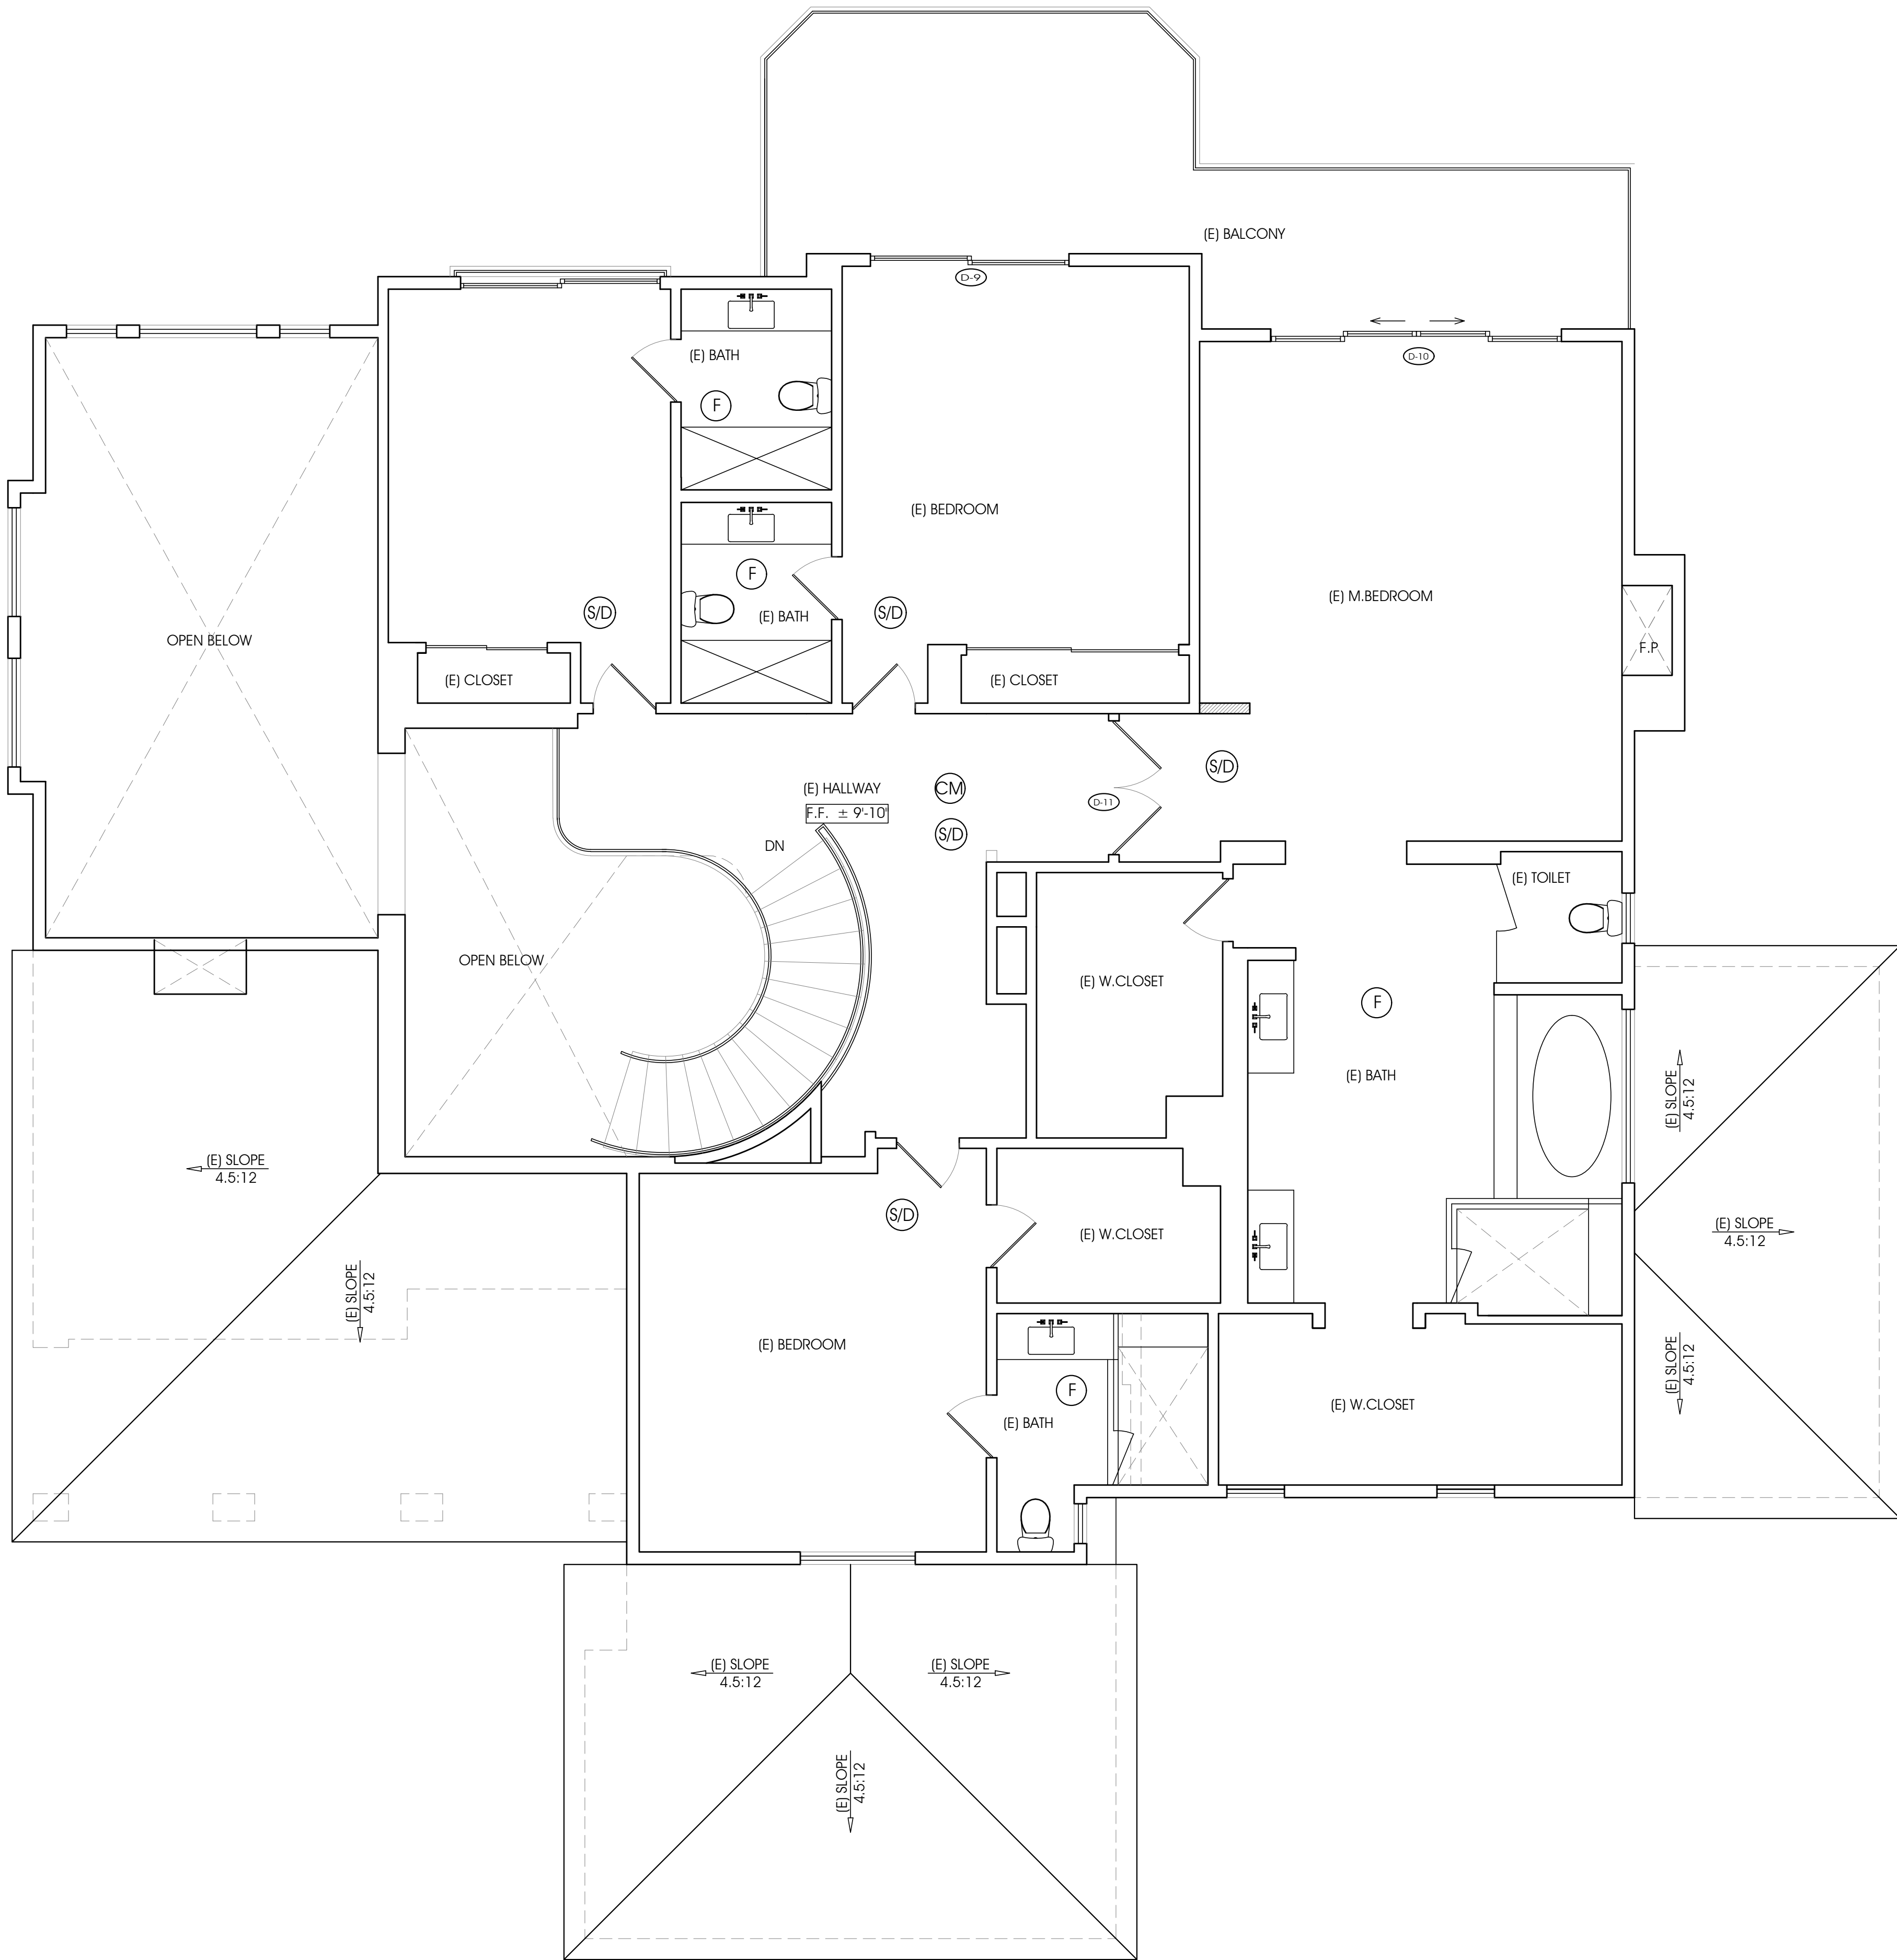 (E) BALCONY
D-9
D-10
(E) BATH
F
(E) BEDROOM
F
(E) BATH
S/D
S/D
(E) M.BEDROOM
OPEN BELOW
F.P.
(E) CLOSET
(E) CLOSET
S/D
(E) HALLWAY
F.F. ± 9'-10"
CM
D-11
S/D
DN
(E) TOILET
OPEN BELOW
(E) W.CLOSET
F
(E) BATH
(E) SLOPE
4.5:12
(E) SLOPE
4.5:12
S/D
(E) W.CLOSET
(E) SLOPE
4.5:12
(E) SLOPE
4.5:12
(E) BEDROOM
F
(E) BATH
(E) W.CLOSET
(E) SLOPE
4.5:12
(E) SLOPE
4.5:12
(E) SLOPE
4.5:12
(E) SLOPE
4.5:12